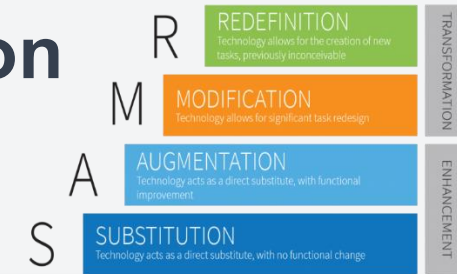 on
R
REDEFINITION
Technology allows for the creation of new
tasks, previously inconceivable
M
MODIFICATION
Technology allows for significant task redesign
TRANSFORMATION
A
AUGMENTATION
Technology acts as a direct substitute, with functional
improvement
S
SUBSTITUTION
Technology acts as a direct substitute, with no functional change
ENHANCEMENT